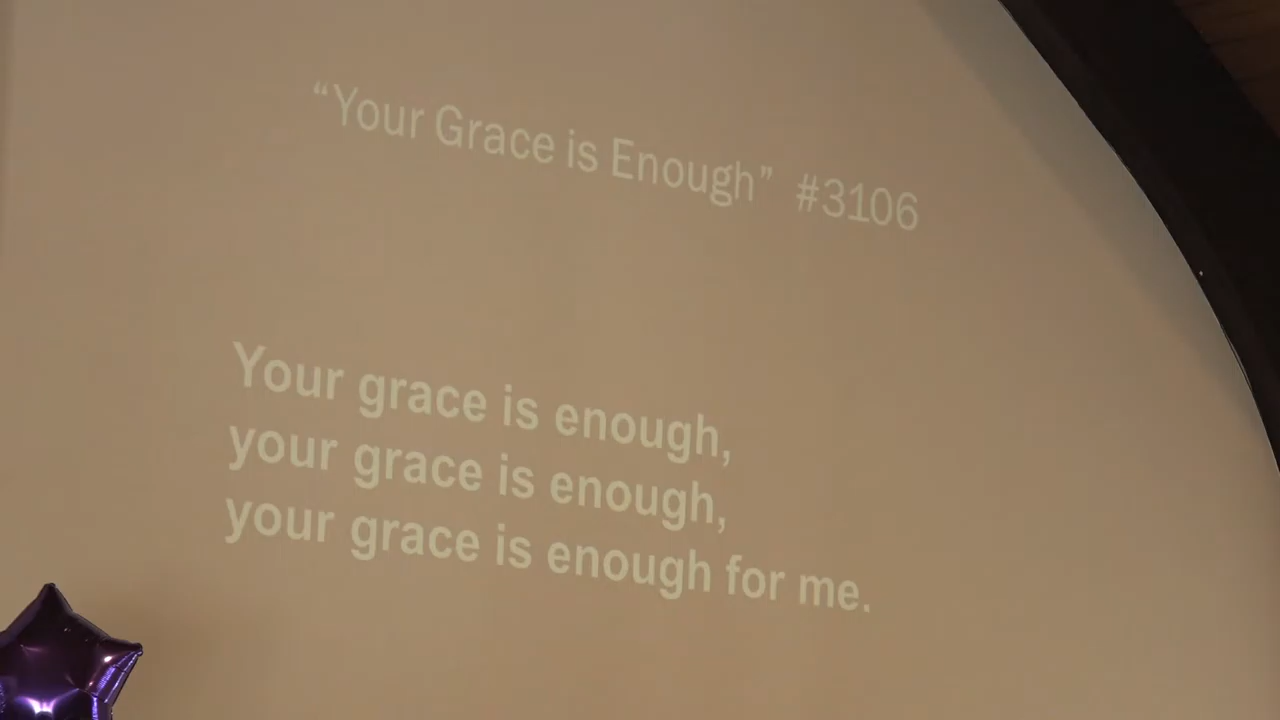 “Your Grace is Enough” #3106
Your grace is enough,
your grace is enough,
your grace is enough for me.